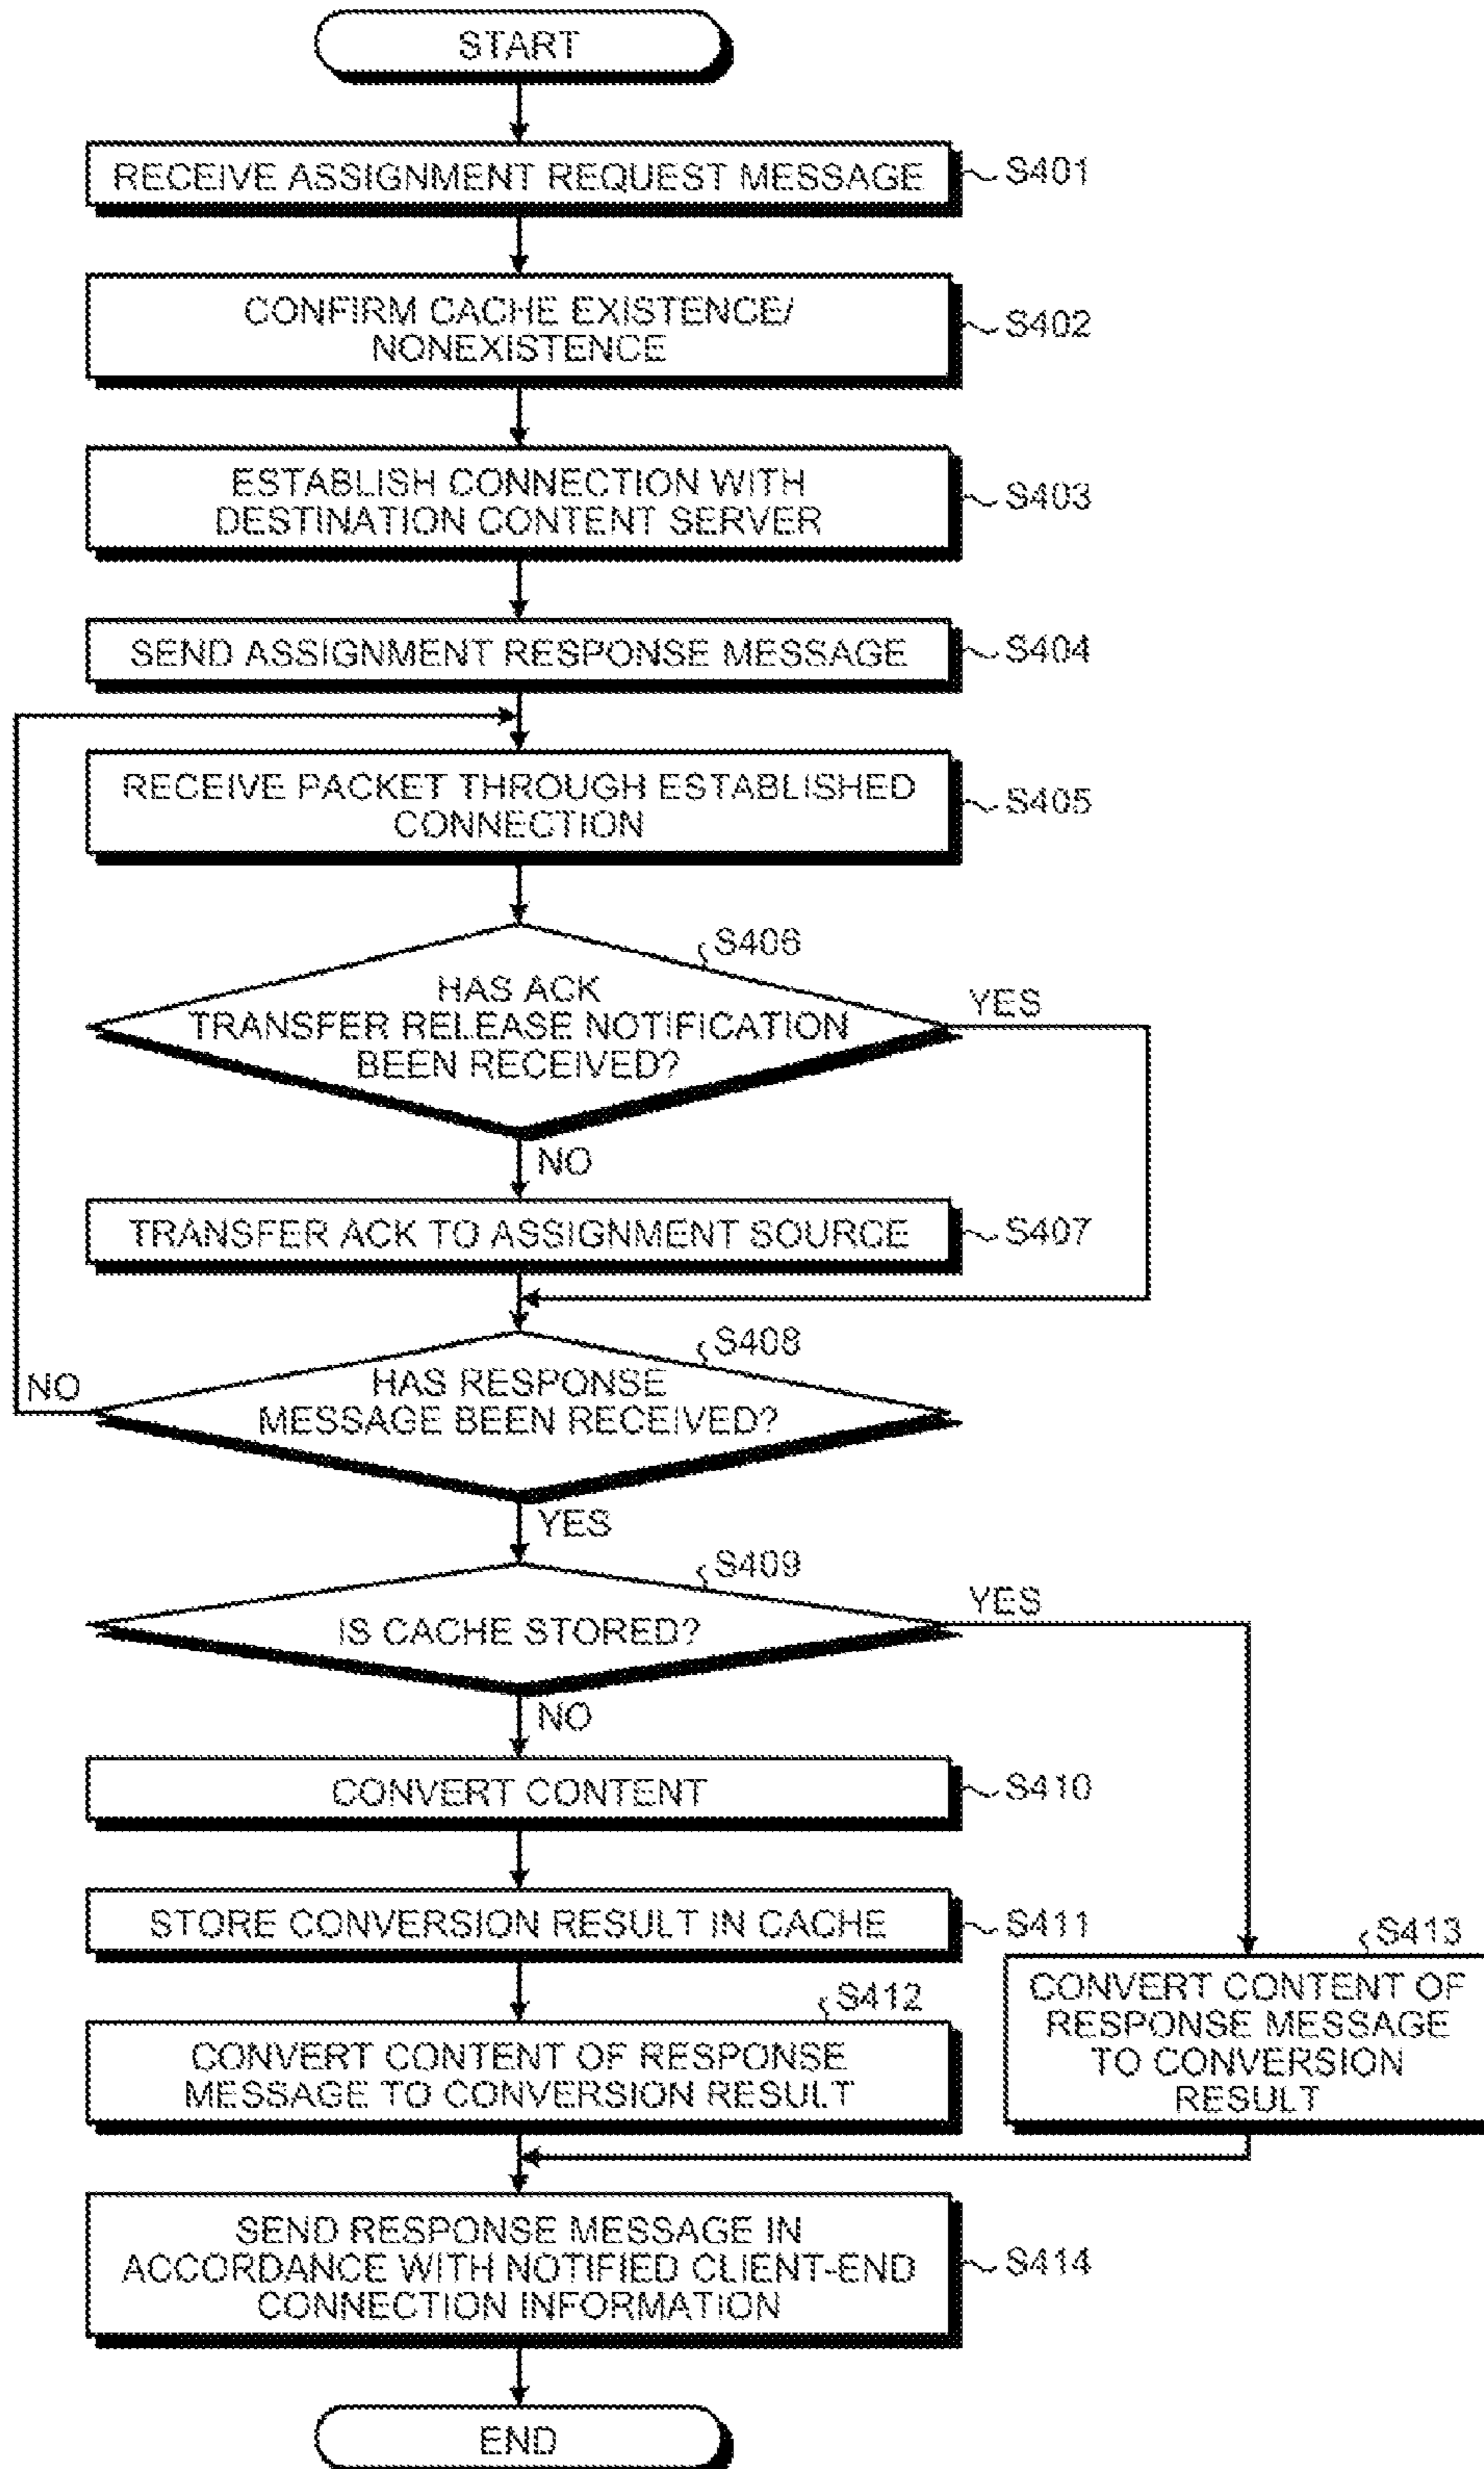 START
RECEIVE ASSIGNMENT REQUEST MESSAGE
S401
CONFIRM CACHE EXISTENCE/
NONEXISTENCE
S402
ESTABLISH CONNECTION WITH
DESTINATION CONTENT SERVER
S403
SEND ASSIGNMENT RESPONSE MESSAGE
S404
RECEIVE PACKET THROUGH ESTABLISHED
CONNECTION
S405
S406
HAS ACK
TRANSFER RELEASE NOTIFICATION
BEEN RECEIVED?
YES
NO
TRANSFER ACK TO ASSIGNMENT SOURCE
S407
S408
HAS RESPONSE
MESSAGE BEEN RECEIVED?
NO
YES
S409
IS CACHE STORED?
YES
NO
CONVERT CONTENT
S410
STORE CONVERSION RESULT IN CACHE
S411
S412
CONVERT CONTENT OF RESPONSE
MESSAGE TO CONVERSION RESULT
S413
CONVERT CONTENT OF
RESPONSE MESSAGE
TO CONVERSION
RESULT
SEND RESPONSE MESSAGE IN
ACCORDANCE WITH NOTIFIED CLIENT-END
CONNECTION INFORMATION
S414
END